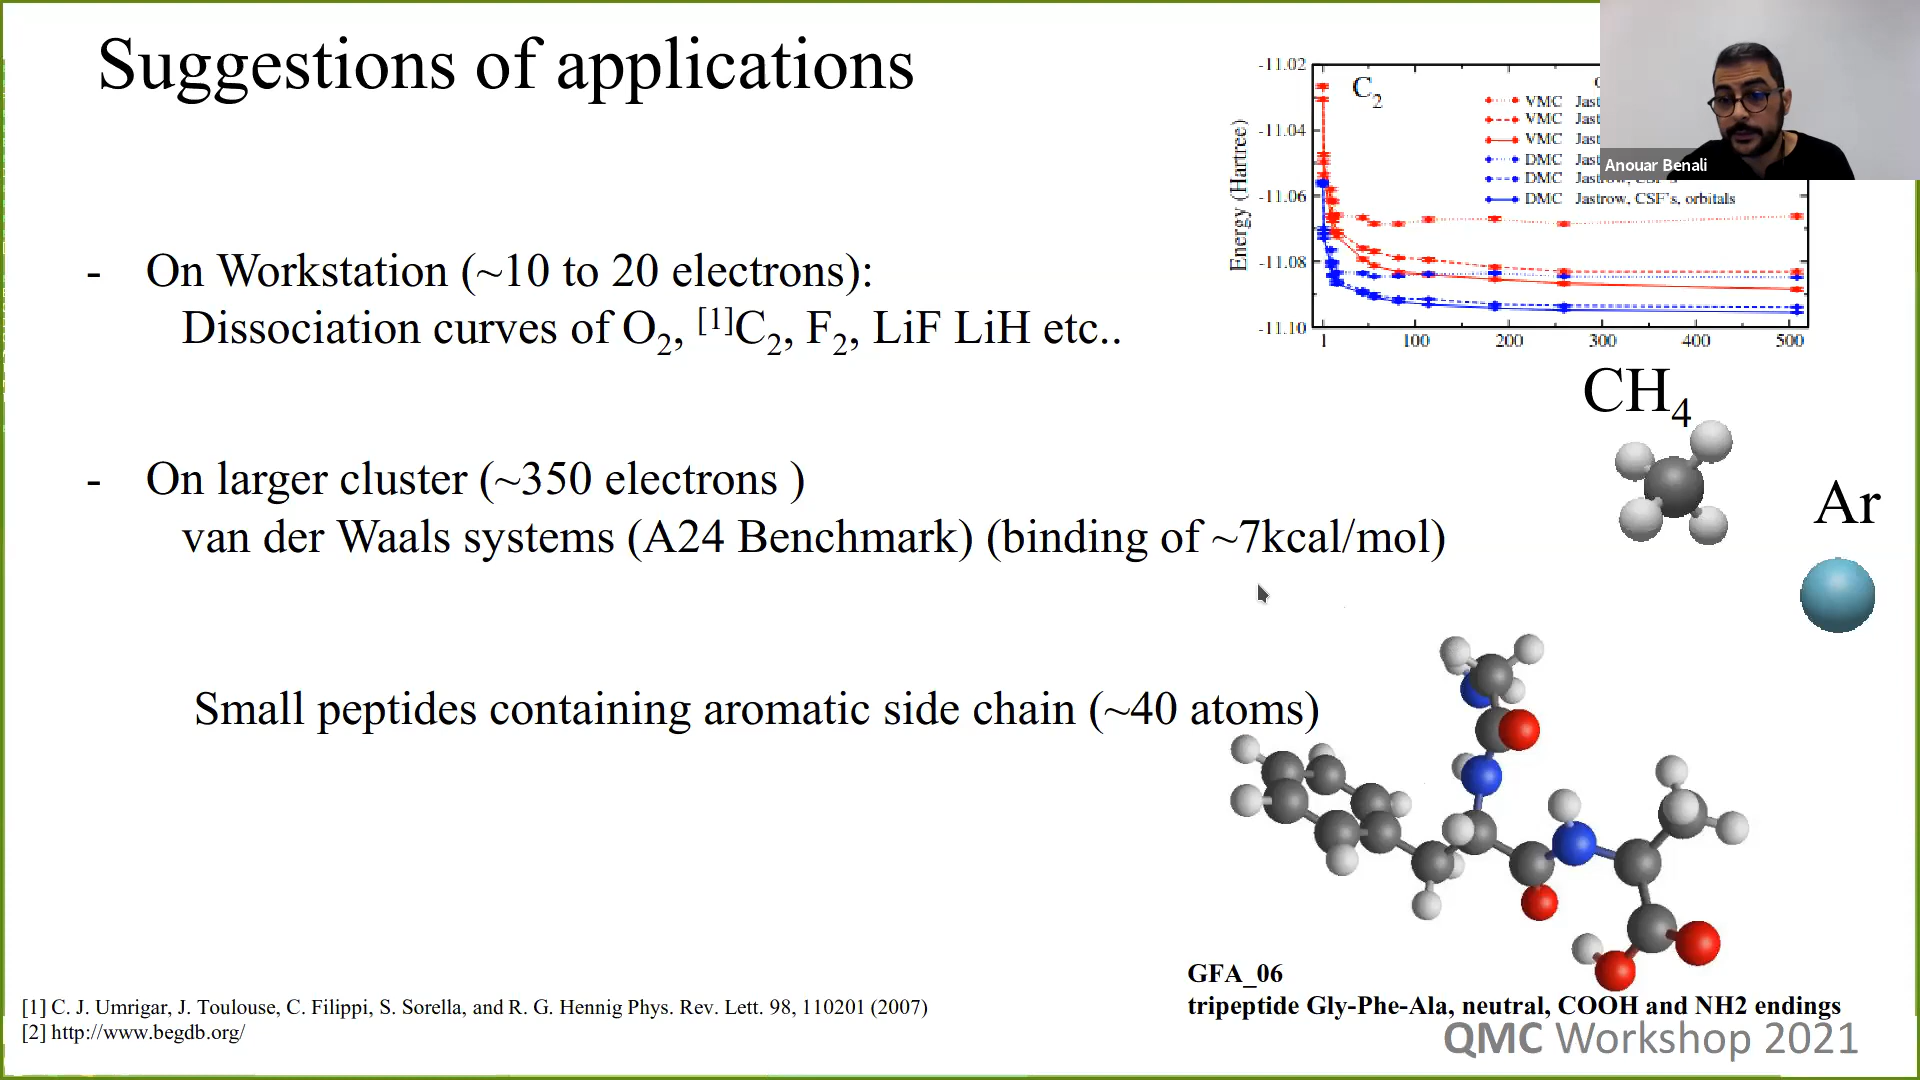 Suggestions of applications
-11.02
-11.04
-11.06
-11.08
-11.10
Energy (Hartree)
C2
VMC Jast
VMC Jast
VMC Jast
DMC Jast
DMC Jastrow, CSF's
DMC Jastrow, CSF's, orbitals
1 100 200 300 400 500
Anouar Benali
- On Workstation (~10 to 20 electrons):
Dissociation curves of O2, [1]C2, F2, LiF LiH etc..
CH4
Ar
- On larger cluster (~350 electrons )
van der Waals systems (A24 Benchmark) (binding of ~7kcal/mol)
Small peptides containing aromatic side chain (~40 atoms)
GFA_06
tripeptide Gly-Phe-Ala, neutral, COOH and NH2 endings
[1] C. J. Umrigar, J. Toulouse, C. Filippi, S. Sorella, and R. G. Hennig Phys. Rev. Lett. 98, 110201 (2007)
[2] http://www.begdb.org/
QMC Workshop 2021